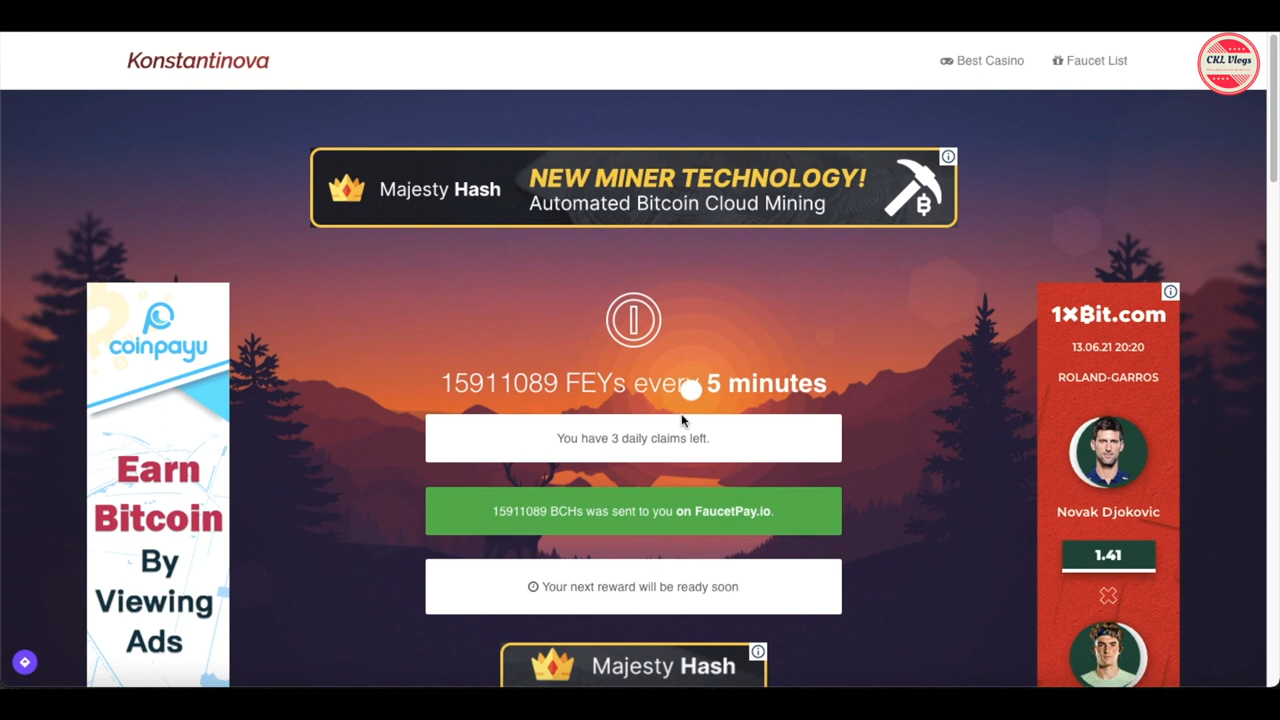 Konstantinova
Best Casino
Faucet List
CKL Vlogs
Majesty Hash
NEW MINER TECHNOLOGY!
Automated Bitcoin Cloud Mining
coinpayu
Earn
Bitcoin
By
Viewing
Ads
15911089 FEYs every 5 minutes
You have 3 daily claims left.
15911089 BCHs was sent to you on FaucetPay.io.
Your next reward will be ready soon
Majesty Hash
1XBit.com
13.06.21 20:20
ROLAND-GARROS
Novak Djokovic
1.41